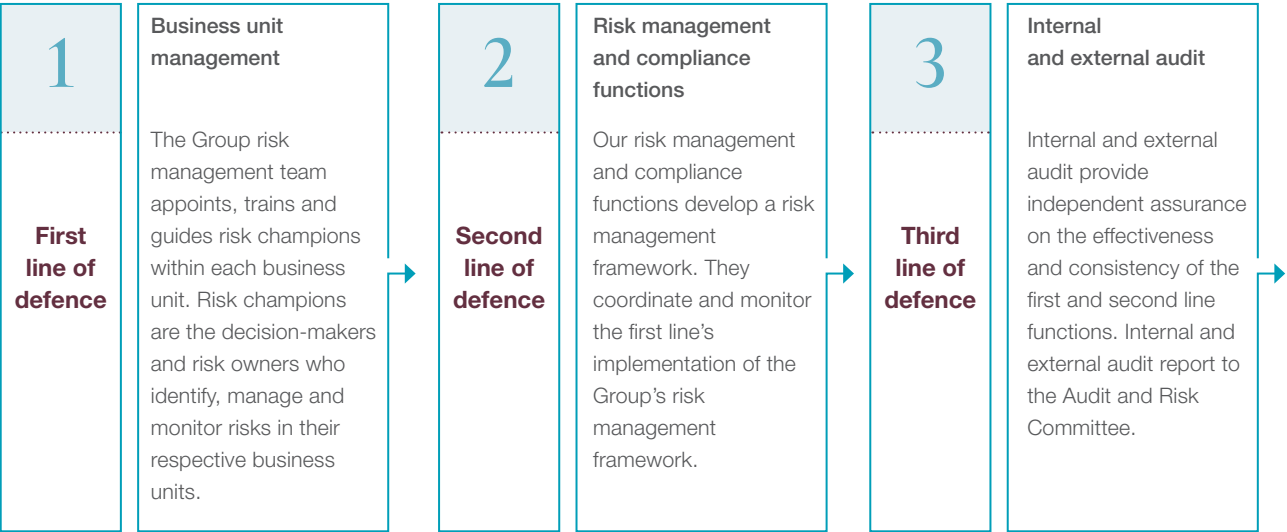 1
First
line of
defence
Business unit
management
The Group risk
management team
appoints, trains and
guides risk champions
within each business
unit. Risk champions
are the decision-makers
and risk owners who
identify, manage and
monitor risks in their
respective business
units.
2
Second
line of
defence
Risk management
and compliance
functions
Our risk management
and compliance
functions develop a risk
management
framework. They
coordinate and monitor
the first line’s
implementation of the
Group’s risk
management
framework.
3
Third
line of
defence
Internal
and external audit
Internal and external
audit provide
independent assurance
on the effectiveness
and consistency of the
first and second line
functions. Internal and
external audit report to
the Audit and Risk
Committee.